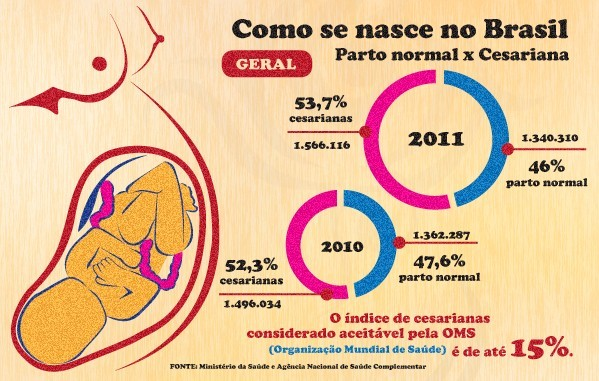 Como se nasce no Brasil
Parto normal x Cesariana
GERAL
53,7%
cesarianas
1.566.116
2011
1.340.310
46%
parto normal
2010
1.362.287
47,6%
parto normal
52,3%
cesarianas
1.496.034
O índice de cesarianas
considerado aceitável pela OMS
(Organização Mundial de Saúde) é de até 15%.
FONTE: Ministério da Saúde e Agência Nacional de Saúde Complementar